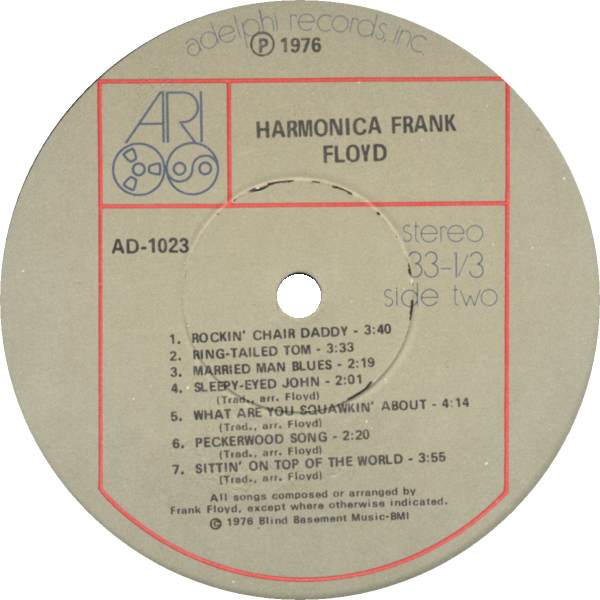 adelphi records, inc.
Ⓟ 1976
ARI
HARMONICA FRANK
FLOYD
AD-1023
stereo
33-1/3
side two
1. ROCKIN' CHAIR DADDY - 3:40
2. RING-TAILED TOM - 3:33
3. MARRIED MAN BLUES - 2:19
4. SLEEPY-EYED JOHN - 2:01
(Trad., arr. Floyd)
5. WHAT ARE YOU SQUAWKIN' ABOUT - 4:14
(Trad., arr. Floyd)
6. PECKERWOOD SONG - 2:20
(Trad., arr. Floyd)
7. SITTIN' ON TOP OF THE WORLD - 3:55
(Trad., arr. Floyd)
All songs composed or arranged by
Frank Floyd, except where otherwise indicated.
© 1976 Blind Basement Music-BMI